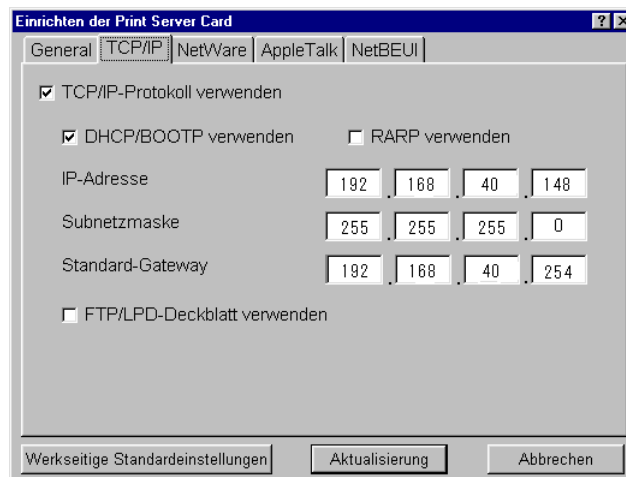 Einrichten der Print Server Card
General TCP/IP NetWare AppleTalk NetBEUI
TCP/IP-Protokoll verwenden
DHCP/BOOTP verwenden RARP verwenden
IP-Adresse 192 . 168 . 40 . 148
Subnetzmaske 255 . 255 . 255 . 0
Standard-Gateway 192 . 168 . 40 . 254
FTP/LPD-Deckblatt verwenden
Werkseitige Standardeinstellungen Aktualisierung Abbrechen